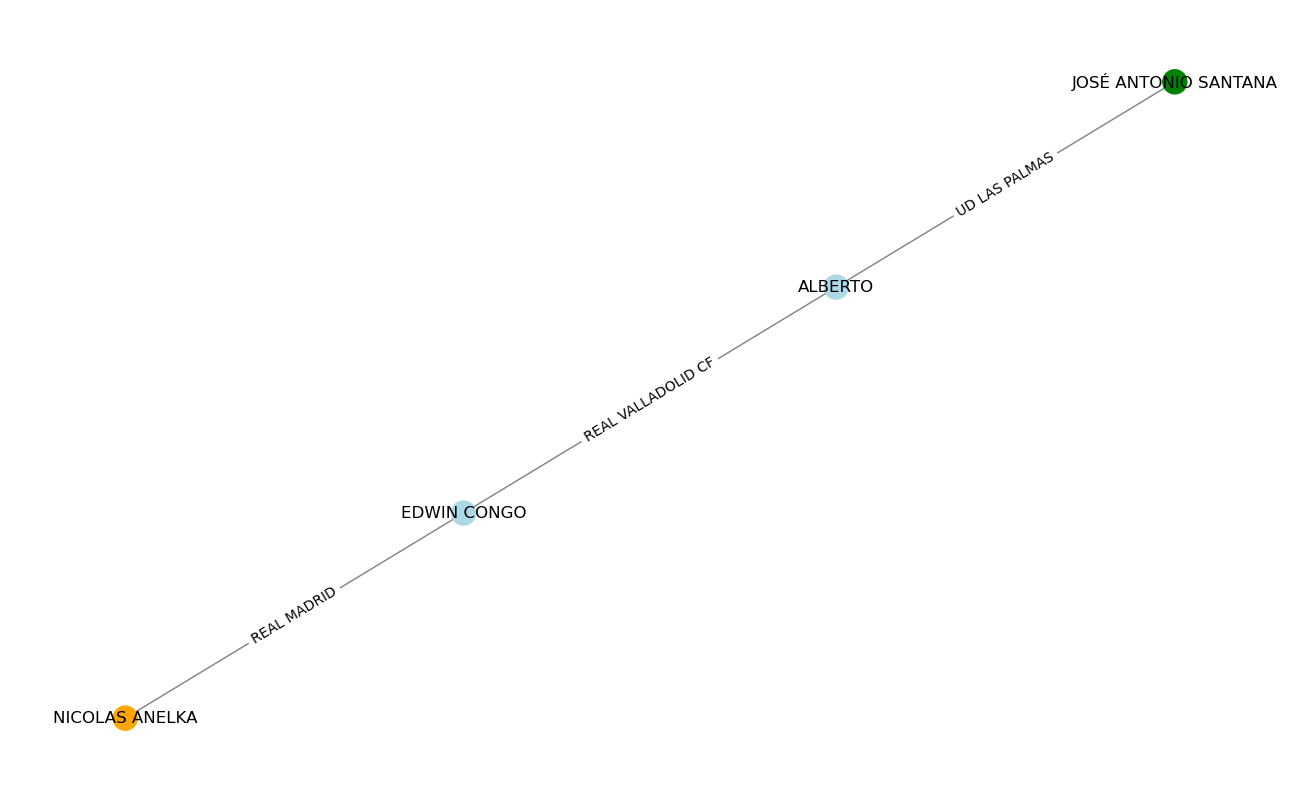 JOSÉ ANTONIO SANTANA
UD LAS PALMAS
ALBERTO
REAL VALLADOLID CF
EDWIN CONGO
REAL MADRID
NICOLAS ANELKA